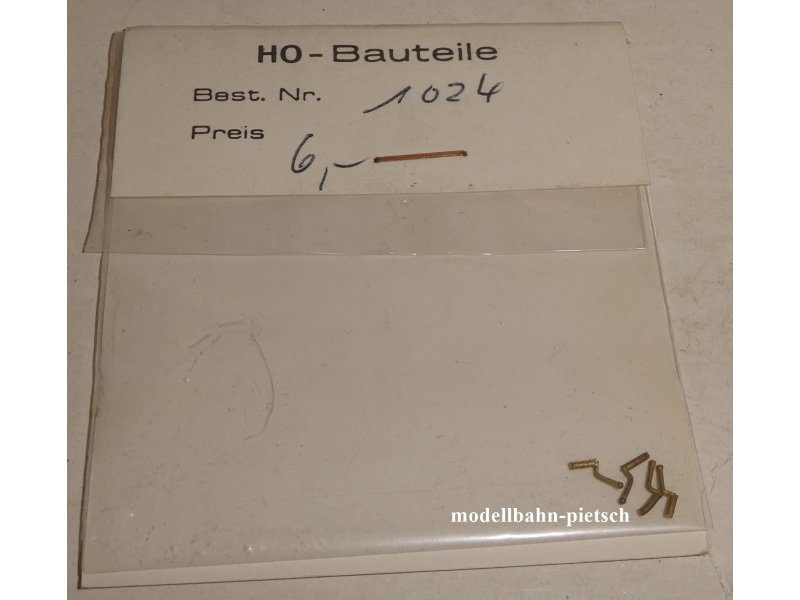 HO-Bauteile
Best. Nr. 1024
Preis 6,-
modellbahn-pietsch